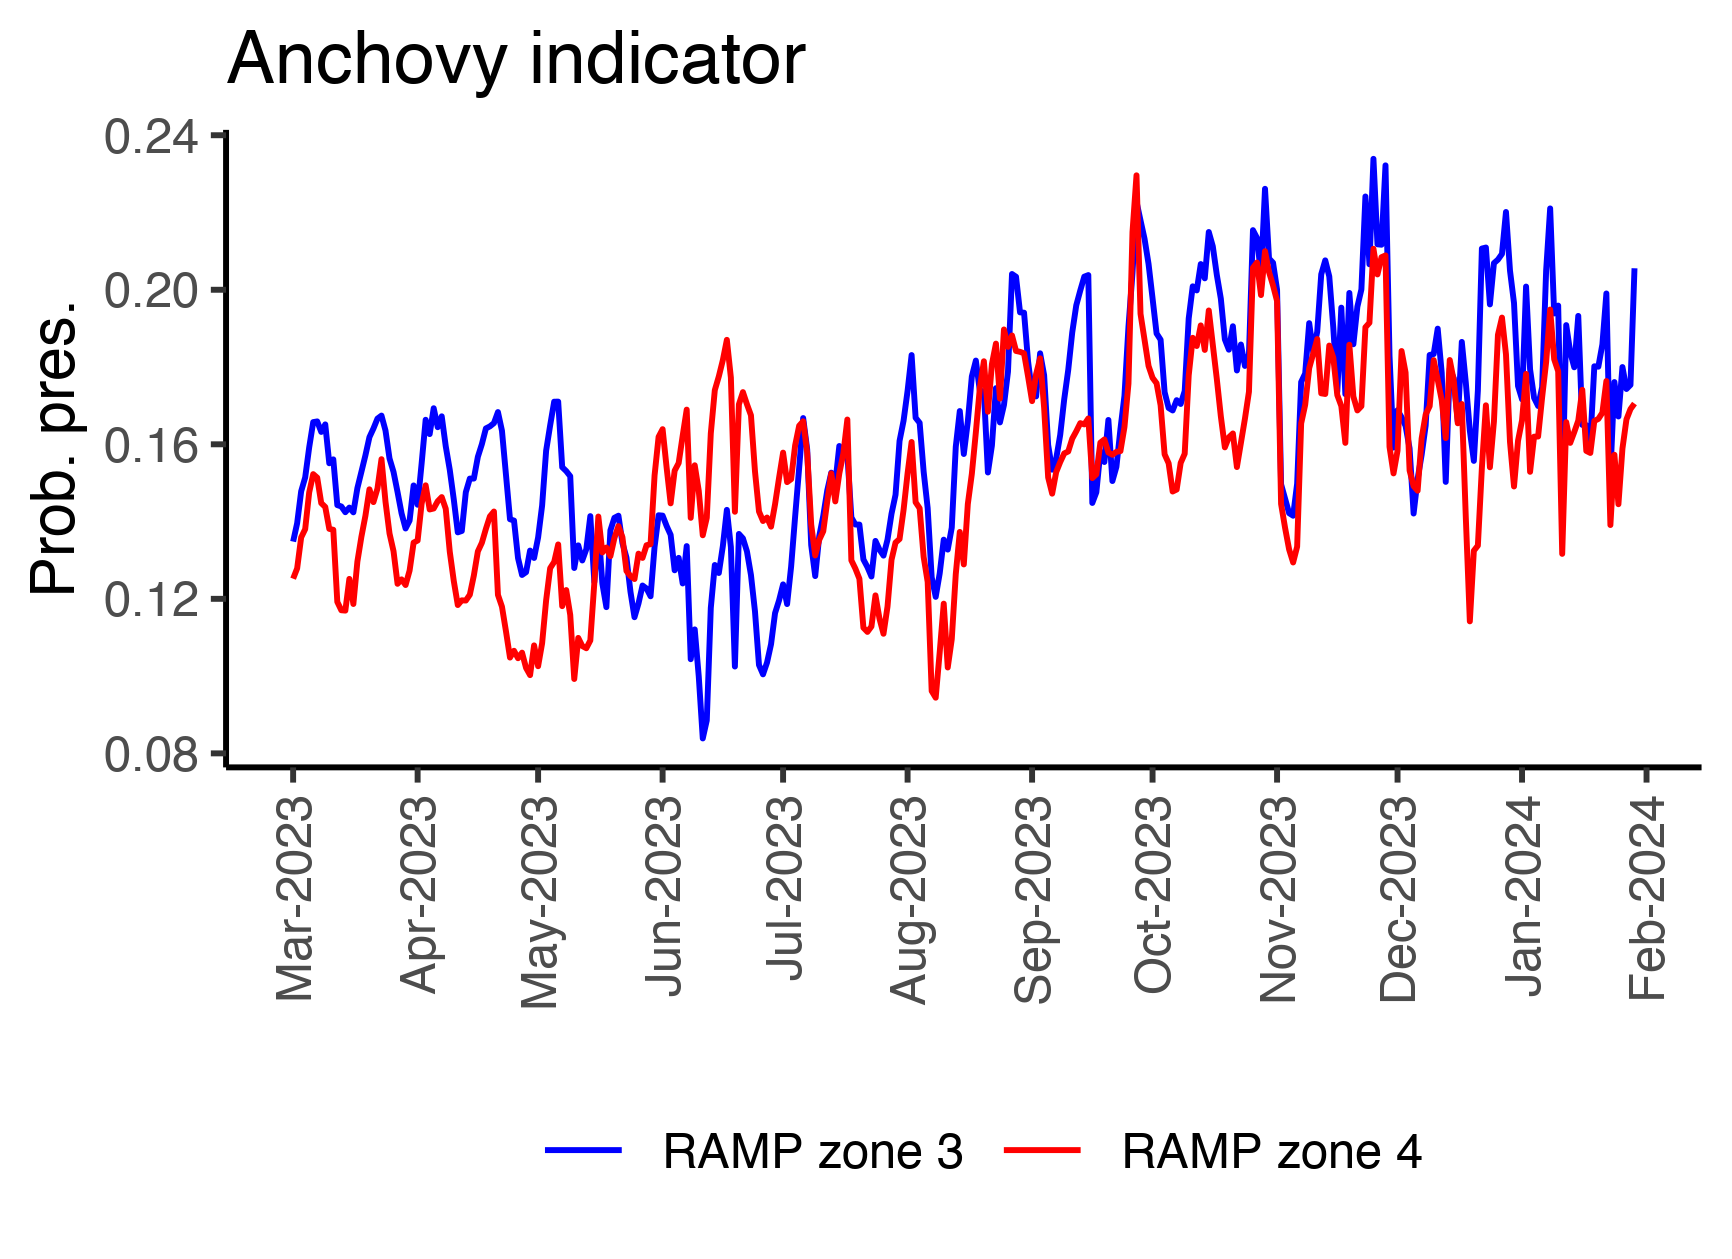 Anchovy indicator
Prob. pres.
0.24
0.20
0.16
0.12
0.08
Mar-2023
Apr-2023
May-2023
Jun-2023
Jul-2023
Aug-2023
Sep-2023
Oct-2023
Nov-2023
Dec-2023
Jan-2024
Feb-2024
RAMP zone 3
RAMP zone 4